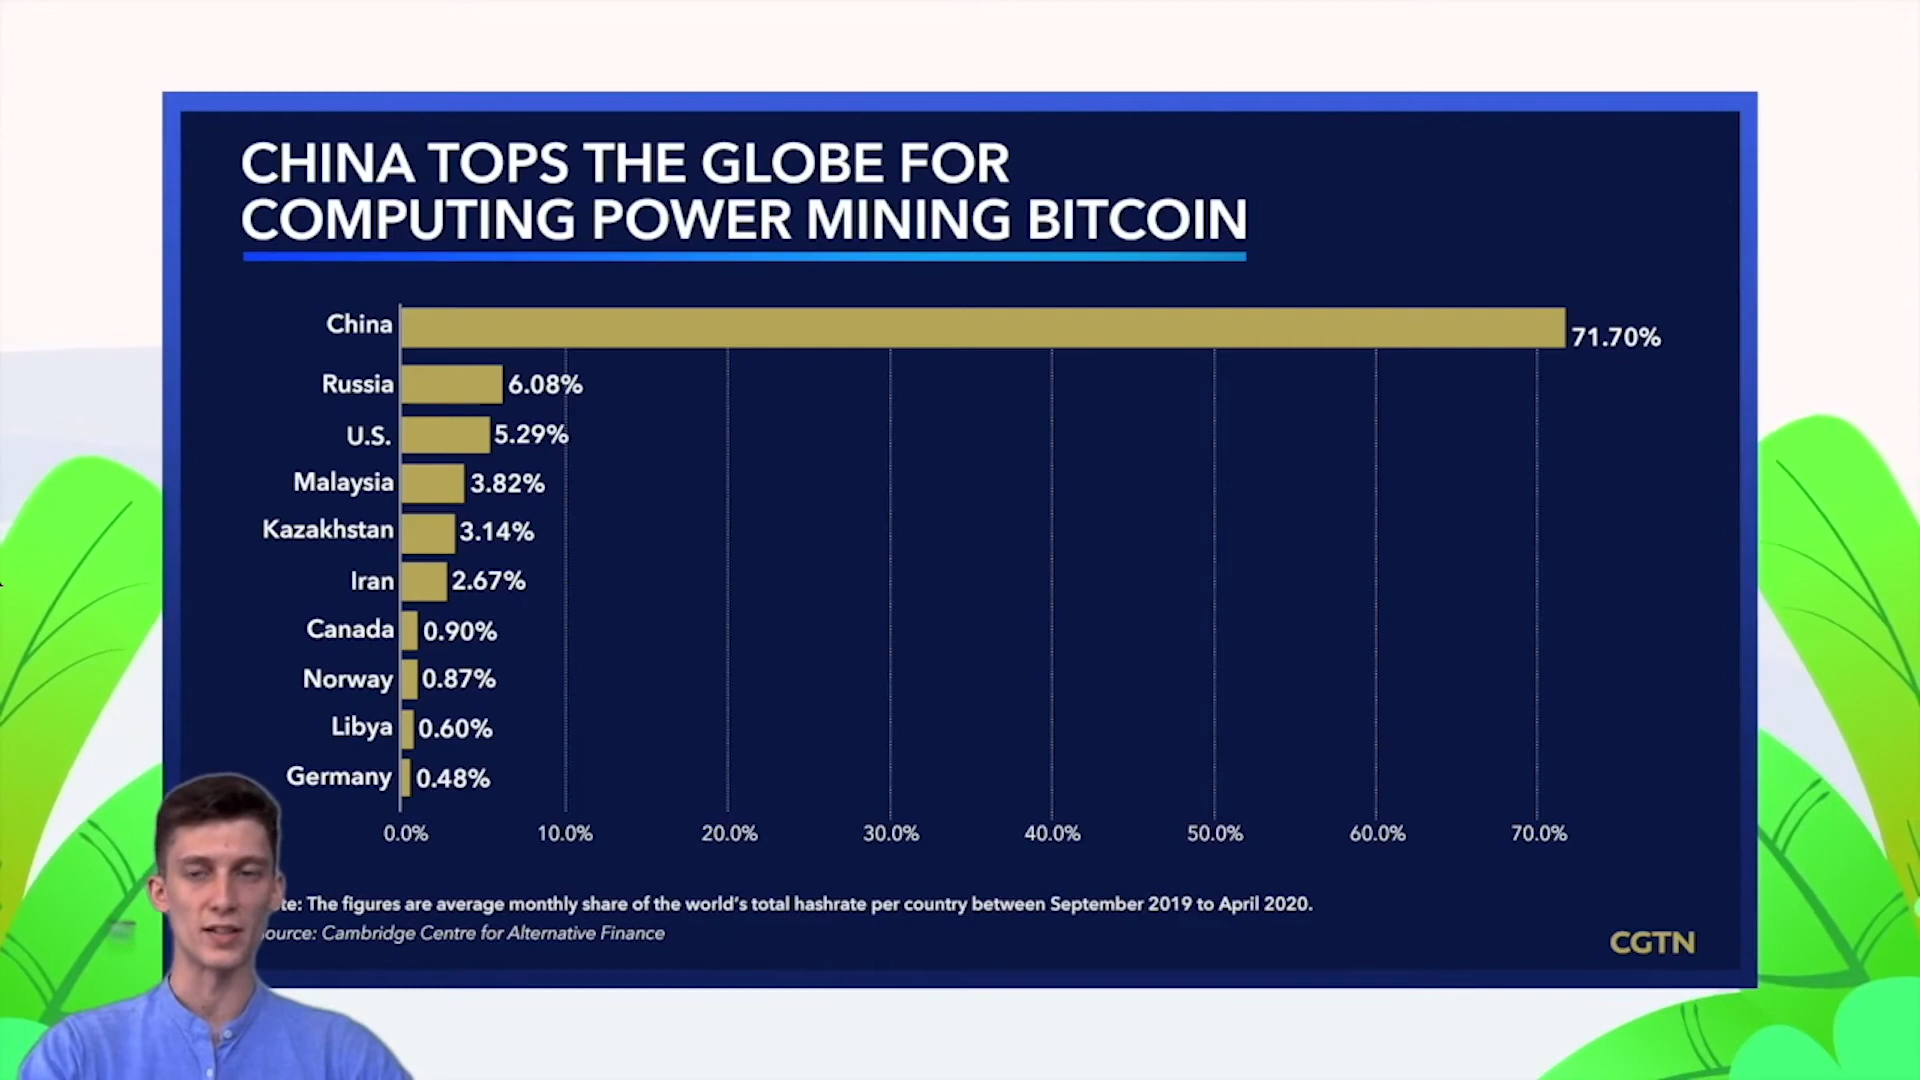 CHINA TOPS THE GLOBE FOR
COMPUTING POWER MINING BITCOIN
China 71.70%
Russia 6.08%
U.S. 5.29%
Malaysia 3.82%
Kazakhstan 3.14%
Iran 2.67%
Canada 0.90%
Norway 0.87%
Libya 0.60%
Germany 0.48%
0.0% 10.0% 20.0% 30.0% 40.0% 50.0% 60.0% 70.0%
te: The figures are average monthly share of the world's total hashrate per country between September 2019 to April 2020.
ource: Cambridge Centre for Alternative Finance
CGTN